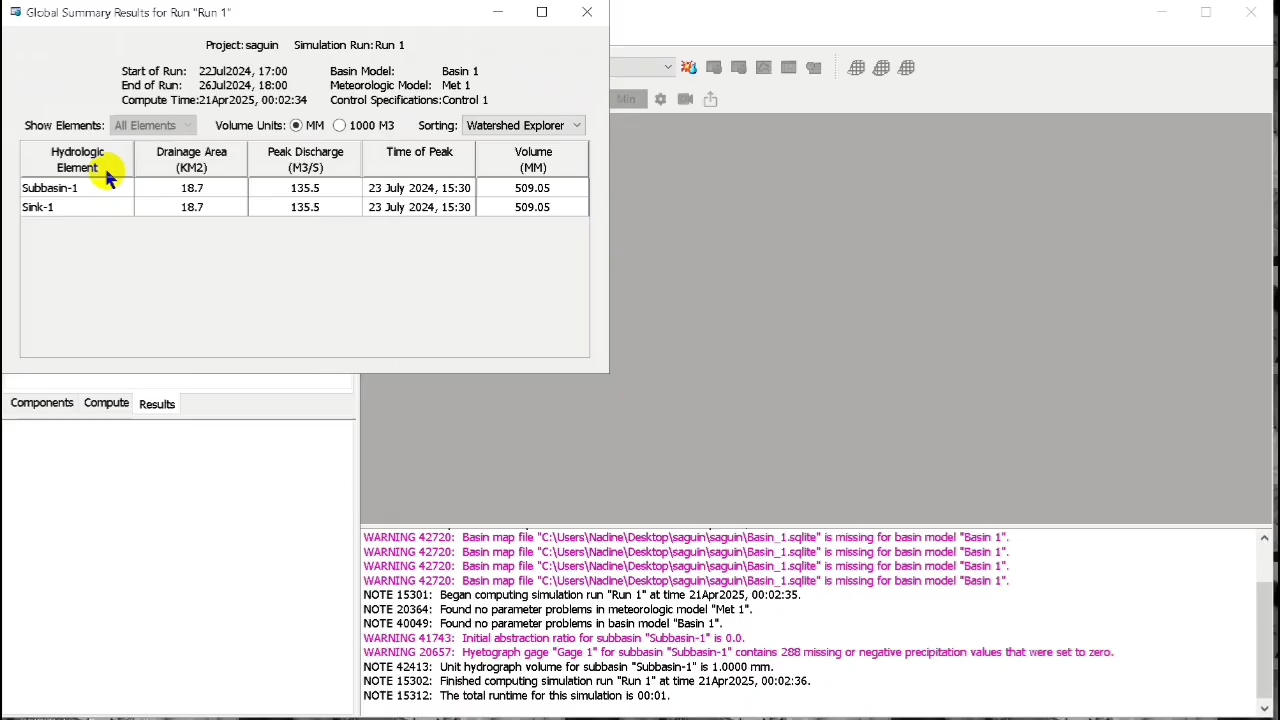 Global Summary Results for Run "Run 1"
Project: saguin Simulation Run: Run 1
Start of Run: 22Jul2024, 17:00 Basin Model: Basin 1
End of Run: 26Jul2024, 18:00 Meteorologic Model: Met 1
Compute Time:21Apr2025, 00:02:34 Control Specifications:Control 1
Show Elements: All Elements Volume Units: MM 1000 M3 Sorting: Watershed Explorer
Hydrologic Element Drainage Area (KM2) Peak Discharge (M3/S) Time of Peak Volume (MM)
Subbasin-1 18.7 135.5 23 July 2024, 15:30 509.05
Sink-1 18.7 135.5 23 July 2024, 15:30 509.05
Min
Components Compute Results
WARNING 42720: Basin map file "C:\Users\Nadine\Desktop\saguin\saguin\Basin_1.sqlite" is missing for basin model "Basin 1".
WARNING 42720: Basin map file "C:\Users\Nadine\Desktop\saguin\saguin\Basin_1.sqlite" is missing for basin model "Basin 1".
WARNING 42720: Basin map file "C:\Users\Nadine\Desktop\saguin\saguin\Basin_1.sqlite" is missing for basin model "Basin 1".
WARNING 42720: Basin map file "C:\Users\Nadine\Desktop\saguin\saguin\Basin_1.sqlite" is missing for basin model "Basin 1".
NOTE 15301: Began computing simulation run "Run 1" at time 21Apr2025, 00:02:35.
NOTE 20364: Found no parameter problems in meteorologic model "Met 1".
NOTE 40049: Found no parameter problems in basin model "Basin 1".
WARNING 41743: Initial abstraction ratio for subbasin "Subbasin-1" is 0.0.
WARNING 20657: Hyetograph gage "Gage 1" for subbasin "Subbasin-1" contains 288 missing or negative precipitation values that were set to zero.
NOTE 42413: Unit hydrograph volume for subbasin "Subbasin-1" is 1.0000 mm.
NOTE 15302: Finished computing simulation run "Run 1" at time 21Apr2025, 00:02:36.
NOTE 15312: The total runtime for this simulation is 00:01.